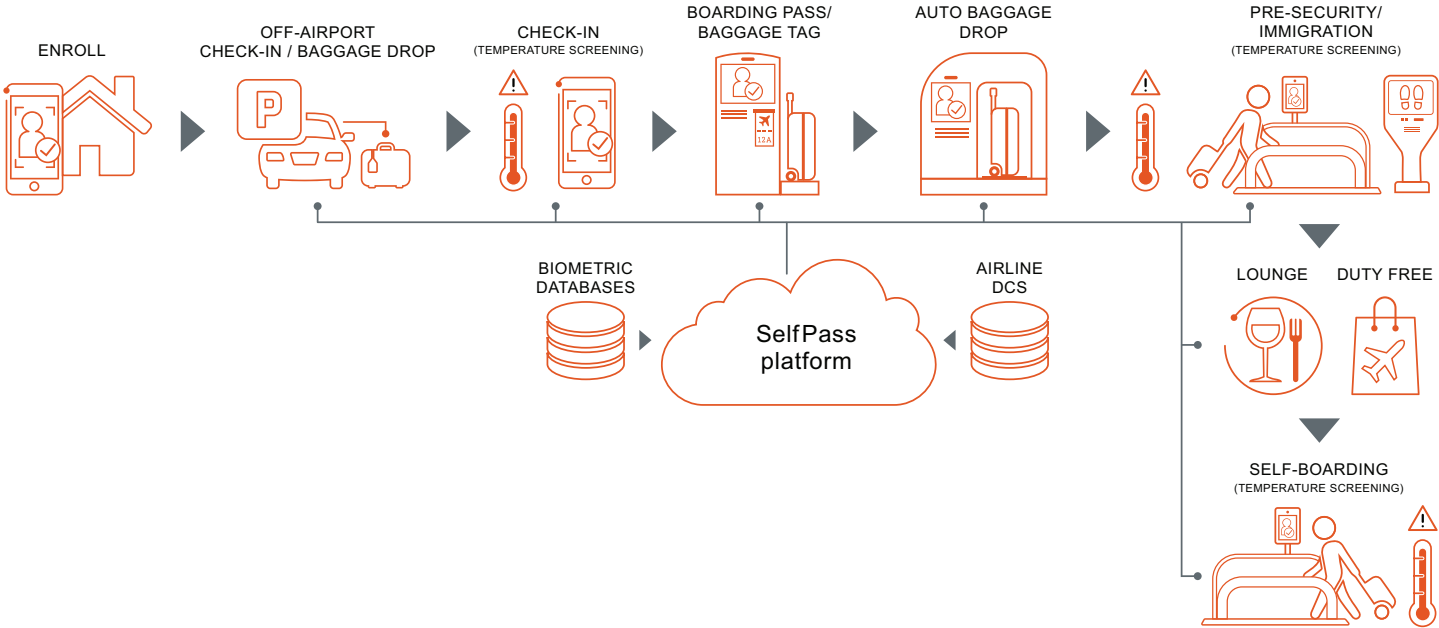 ENROLL
OFF-AIRPORT
CHECK-IN / BAGGAGE DROP
P
CHECK-IN
(TEMPERATURE SCREENING)
!
BOARDING PASS/
BAGGAGE TAG
12A
AUTO BAGGAGE
DROP
PRE-SECURITY/
IMMIGRATION
(TEMPERATURE SCREENING)
!
BIOMETRIC
DATABASES
SelfPass
platform
AIRLINE
DCS
LOUNGE
DUTY FREE
SELF-BOARDING
(TEMPERATURE SCREENING)
!